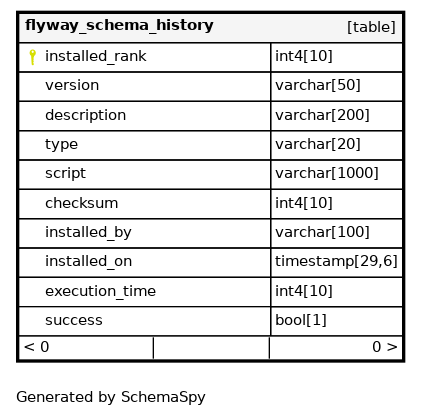 flyway_schema_history [table]
installed_rank int4[10]
version varchar[50]
description varchar[200]
type varchar[20]
script varchar[1000]
checksum int4[10]
installed_by varchar[100]
installed_on timestamp[29,6]
execution_time int4[10]
success bool[1]
< 0 0 >
Generated by SchemaSpy